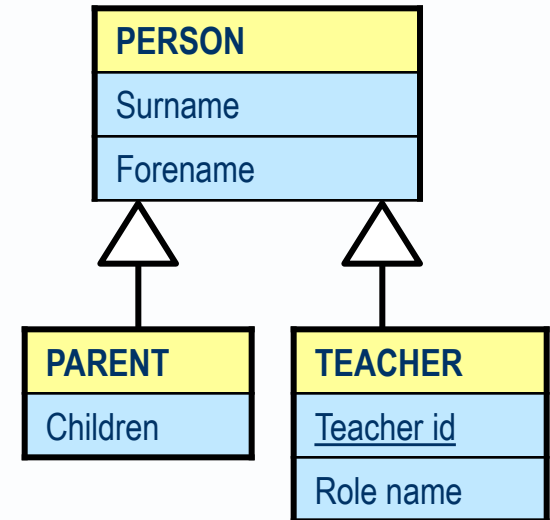 PERSON
Surname
Forename
PARENT
Children
TEACHER
Teacher id
Role name